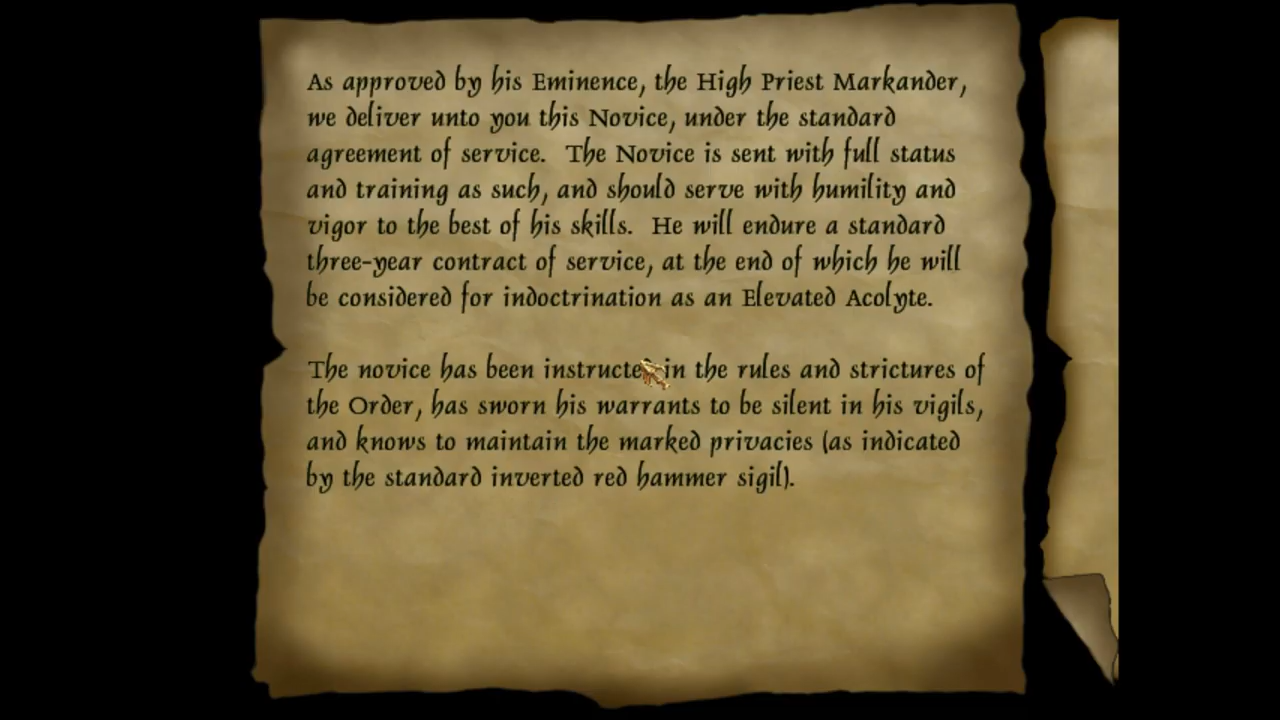 As approved by his Eminence, the High Priest Markander,
we deliver unto you this Novice, under the standard
agreement of service. The Novice is sent with full status
and training as such, and should serve with humility and
vigor to the best of his skills. He will endure a standard
three-year contract of service, at the end of which he will
be considered for indoctrination as an Elevated Acolyte.
The novice has been instructed in the rules and strictures of
the Order, has sworn his warrants to be silent in his vigils,
and knows to maintain the marked privacies (as indicated
by the standard inverted red hammer sigil).